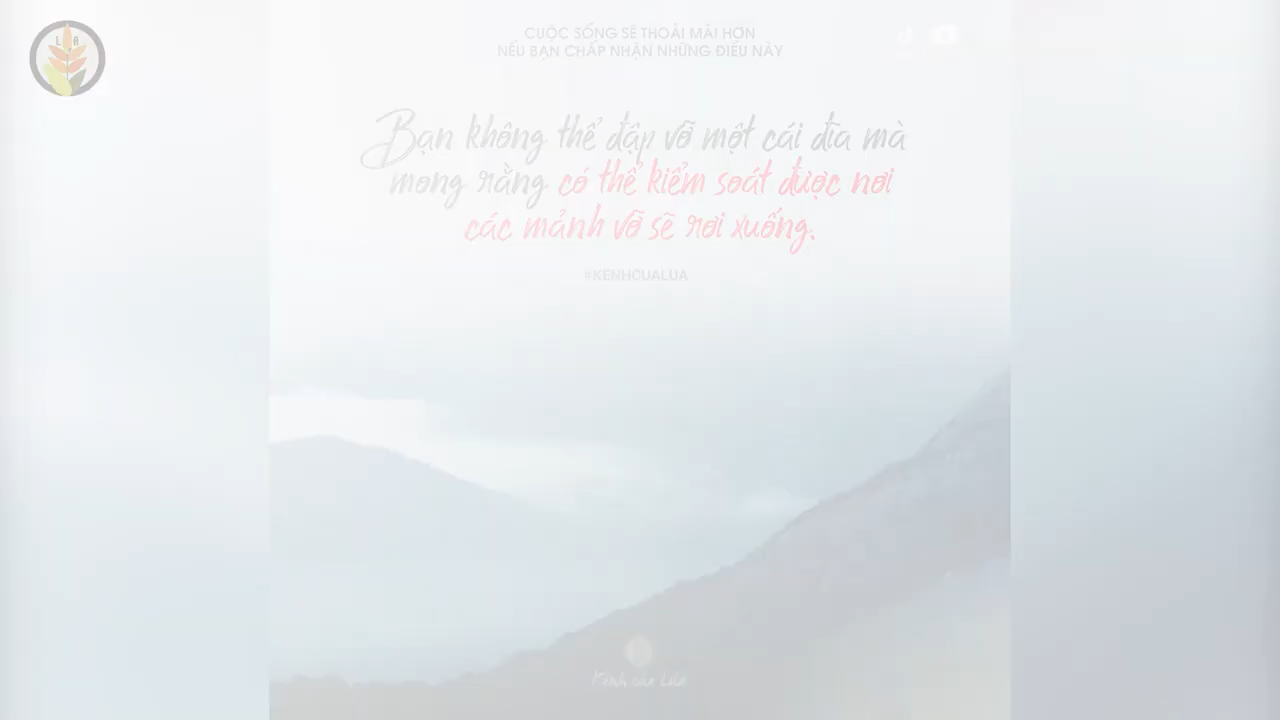 L A
CUỘC SỐNG SẼ THOẢI MÁI HƠN
NẾU BẠN CHẤP NHẬN NHỮNG ĐIỀU NÀY
Bạn không thể đập vỡ một cái đĩa mà
mong rằng có thể kiểm soát được nơi
các mảnh vỡ sẽ rơi xuống.
#KENHCUALUA
Kênh của Lúa